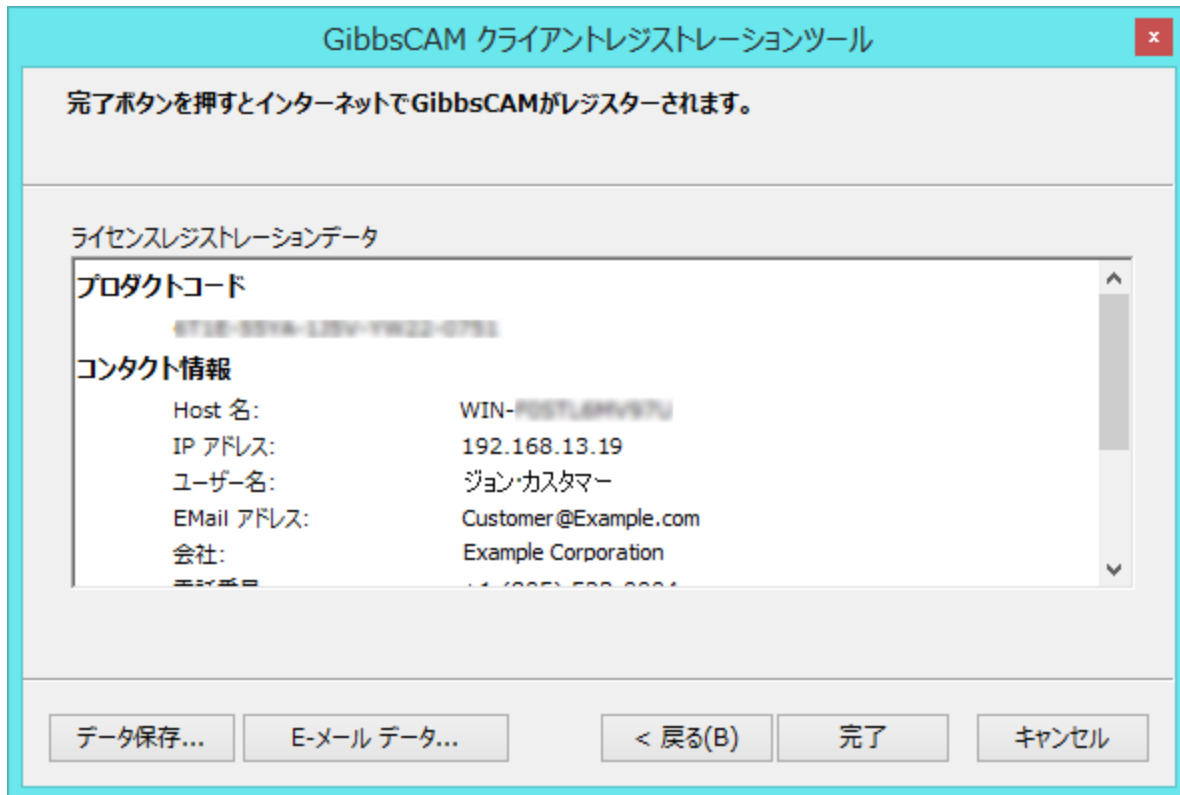 GibbsCAM クライアントレジストレーションツール
x
完了ボタンを押すとインターネットでGibbsCAMがレジスターされます。
ライセンスレジストレーションデータ
プロダクトコード
コンタクト情報
Host 名: WIN-
IP アドレス: 192.168.13.19
ユーザー名: ジョン・カスタマー
EMail アドレス: Customer@Example.com
会社: Example Corporation
データ保存... E-メール データ... < 戻る(B) 完了 キャンセル